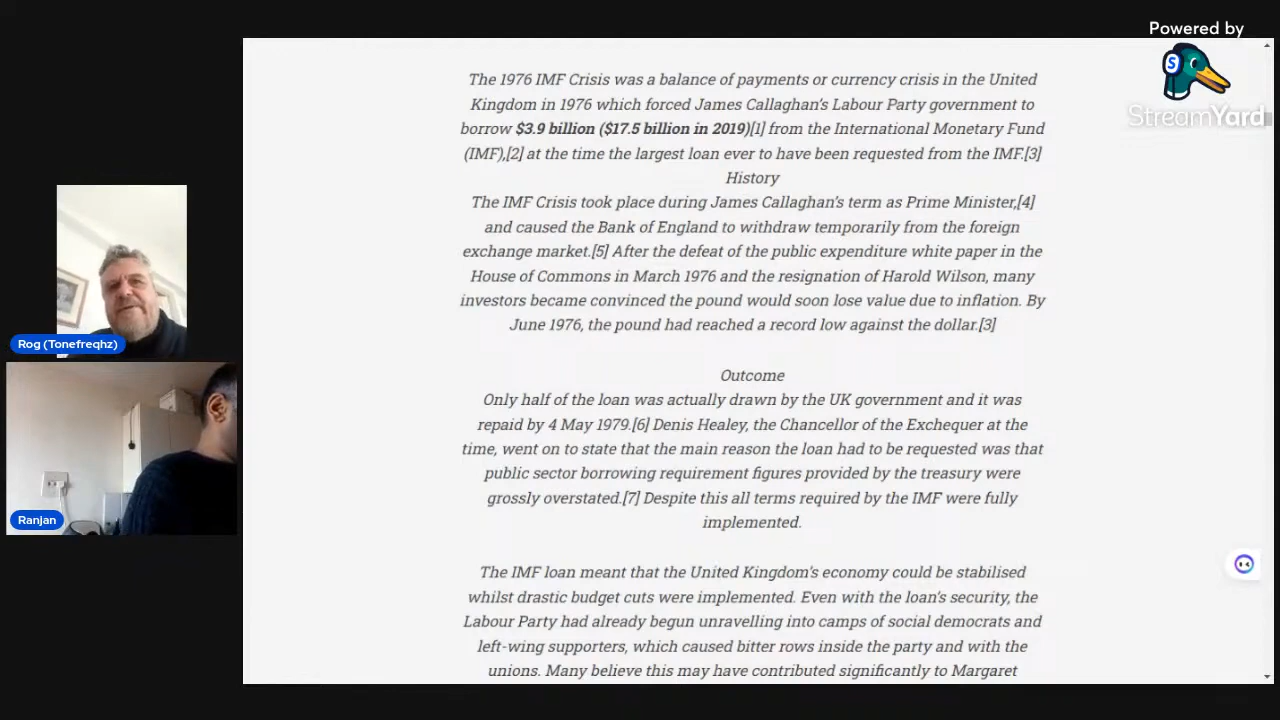 Powered by
StreamYard
The 1976 IMF Crisis was a balance of payments or currency crisis in the United
Kingdom in 1976 which forced James Callaghan's Labour Party government to
borrow $3.9 billion ($17.5 billion in 2019)[1] from the International Monetary Fund
(IMF),[2] at the time the largest loan ever to have been requested from the IMF.[3]
History
The IMF Crisis took place during James Callaghan's term as Prime Minister,[4]
and caused the Bank of England to withdraw temporarily from the foreign
exchange market.[5] After the defeat of the public expenditure white paper in the
House of Commons in March 1976 and the resignation of Harold Wilson, many
investors became convinced the pound would soon lose value due to inflation. By
June 1976, the pound had reached a record low against the dollar.[3]
Outcome
Only half of the loan was actually drawn by the UK government and it was
repaid by 4 May 1979.[6] Denis Healey, the Chancellor of the Exchequer at the
time, went on to state that the main reason the loan had to be requested was that
public sector borrowing requirement figures provided by the treasury were
grossly overstated.[7] Despite this all terms required by the IMF were fully
implemented.
The IMF loan meant that the United Kingdom's economy could be stabilised
whilst drastic budget cuts were implemented. Even with the loan's security, the
Labour Party had already begun unravelling into camps of social democrats and
left-wing supporters, which caused bitter rows inside the party and with the
unions. Many believe this may have contributed significantly to Margaret
Rog (Tonefreqhz)
Ranjan